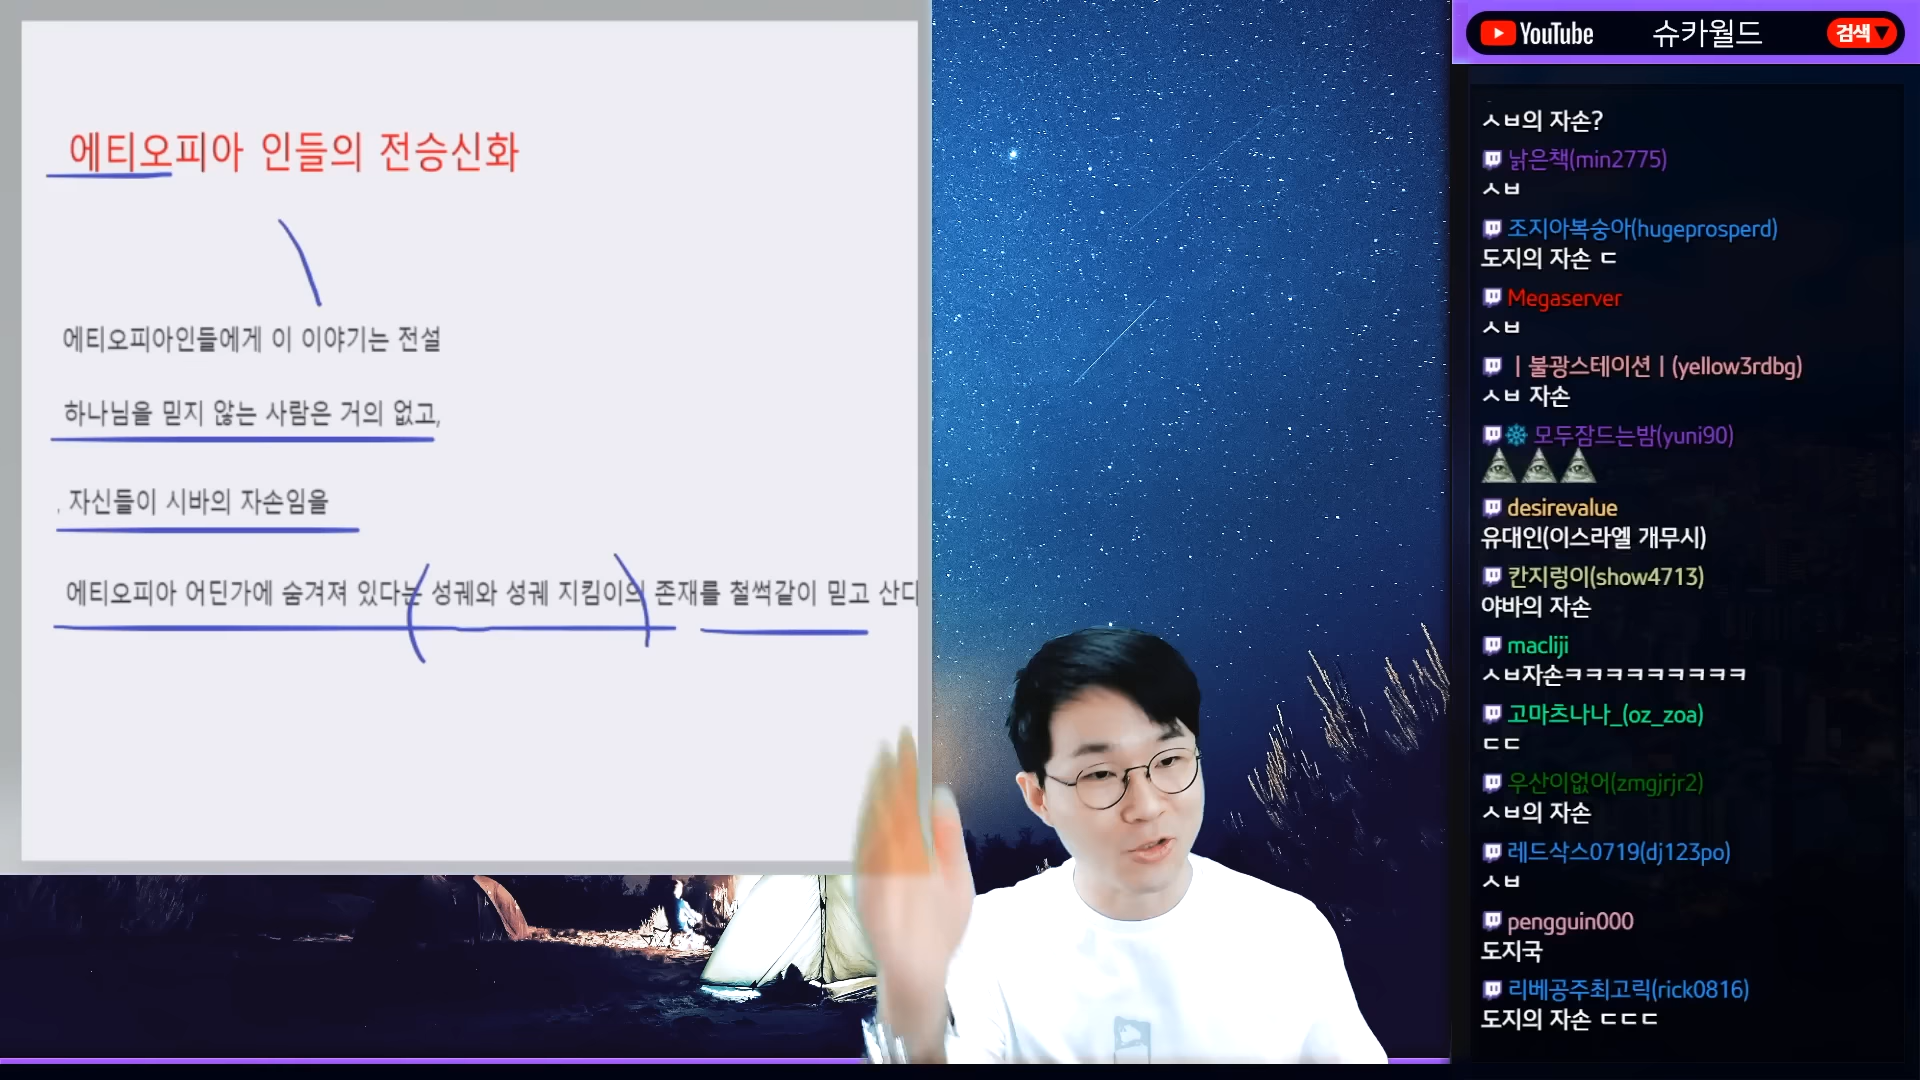 에티오피아 인들의 전승신화
에티오피아인들에게 이 이야기는 전설
하나님을 믿지 않는 사람은 거의 없고,
, 자신들이 시바의 자손임을
에티오피아 어딘가에 숨겨져 있다는 성궤와 성궤 지킴이의 존재를 철썩같이 믿고 산다
YouTube 슈카월드 검색▼
ㅅㅂ의 자손?
낡은책(min2775)
ㅅㅂ
조지아복숭아(hugeprosperd)
도지의 자손 ㄷ
Megaserver
ㅅㅂ
ㅣ불광스테이션ㅣ(yellow3rdbg)
ㅅㅂ 자손
모두잠드는밤(yuni90)
desirevalue
유대인(이스라엘 개무시)
칸지렁이(show4713)
야바의 자손
macliji
ㅅㅂ자손ㅋㅋㅋㅋㅋㅋㅋㅋㅋ
고마츠나나_(oz_zoa)
ㄷㄷ
우산이없어(zmgjrjr2)
ㅅㅂ의 자손
레드삭스0719(dj123po)
ㅅㅂ
pengguin000
도지국
리베공주최고릭(rick0816)
도지의 자손 ㄷㄷㄷ